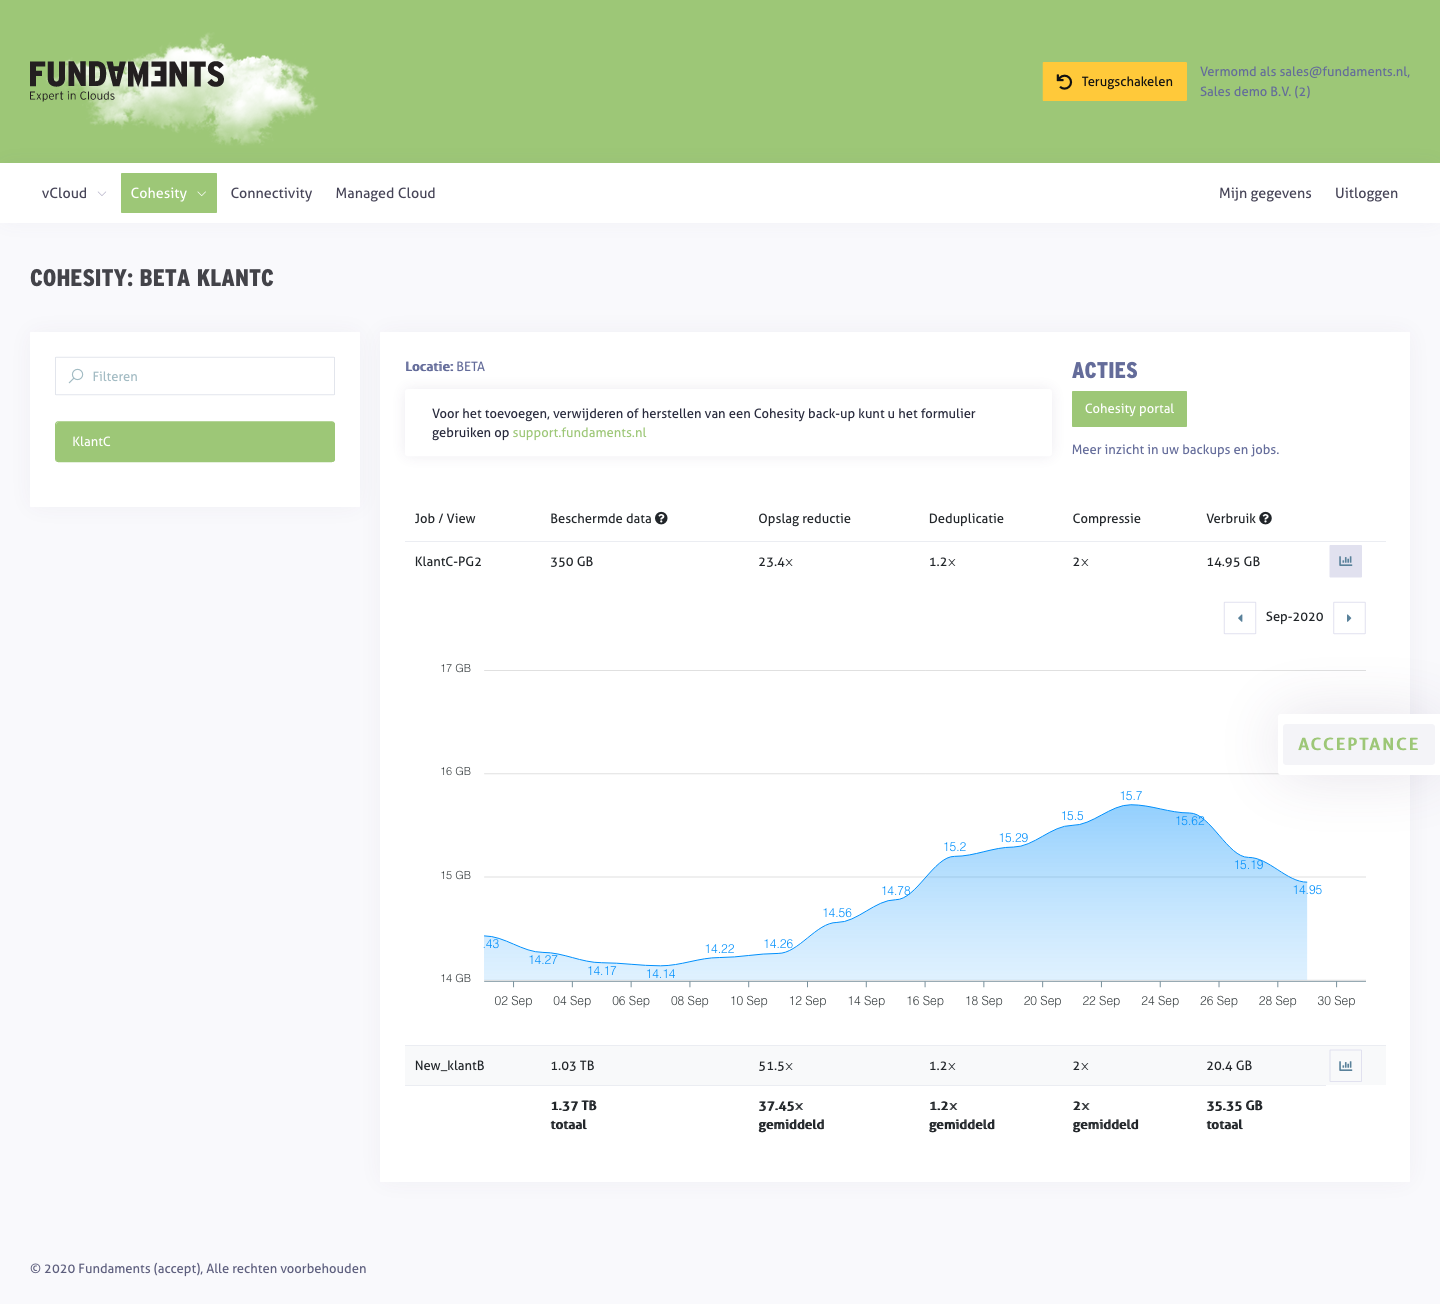 FUNDAMENTS
Expert in Clouds
Terugschakelen
Vermomd als sales@fundaments.nl,
Sales demo B.V. (2)
vCloud
Cohesity
Connectivity
Managed Cloud
Mijn gegevens
Uitloggen
COHESITY: BETA KLANTC
Filteren
KlantC
Locatie: BETA
Voor het toevoegen, verwijderen of herstellen van een Cohesity back-up kunt u het formulier
gebruiken op support.fundaments.nl
ACTIES
Cohesity portal
Meer inzicht in uw backups en jobs.
Job / View Beschermde data ? Opslag reductie Deduplicatie Compressie Verbruik ?
KlantC-PG2 350 GB 23.4x 1.2x 2x 14.95 GB
Sep-2020
17 GB
16 GB
15 GB
14 GB
.43 14.27 14.17 14.14 14.22 14.26 14.56 14.78 15.2 15.29 15.5 15.7 15.62 15.19 14.95
02 Sep 04 Sep 06 Sep 08 Sep 10 Sep 12 Sep 14 Sep 16 Sep 18 Sep 20 Sep 22 Sep 24 Sep 26 Sep 28 Sep 30 Sep
ACCEPTANCE
New_klantB 1.03 TB 51.5x 1.2x 2x 20.4 GB
1.37 TB 37.45x 1.2x 2x 35.35 GB
totaal gemiddeld gemiddeld gemiddeld totaal
© 2020 Fundaments (accept), Alle rechten voorbehouden